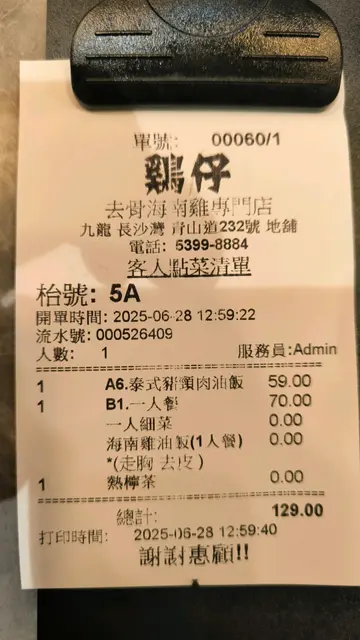 單號: 00060/1
鷄仔
去骨海南雞專門店
九龍 長沙灣 青山道232號 地舖
電話: 5399-8884
客人點菜清單
枱號: 5A
開單時間: 2025-06-28 12:59:22
流水號: 000526409
人數: 1 服務員:Admin
1 A6.泰式豬頸肉油飯 59.00
1 B1.一人餐 70.00
一人細菜 0.00
海南雞油飯(1人餐) 0.00
*(走胸 去皮)
1 熱檸茶 0.00
總計: 129.00
打印時間: 2025-06-28 12:59:40
謝謝惠顧!!